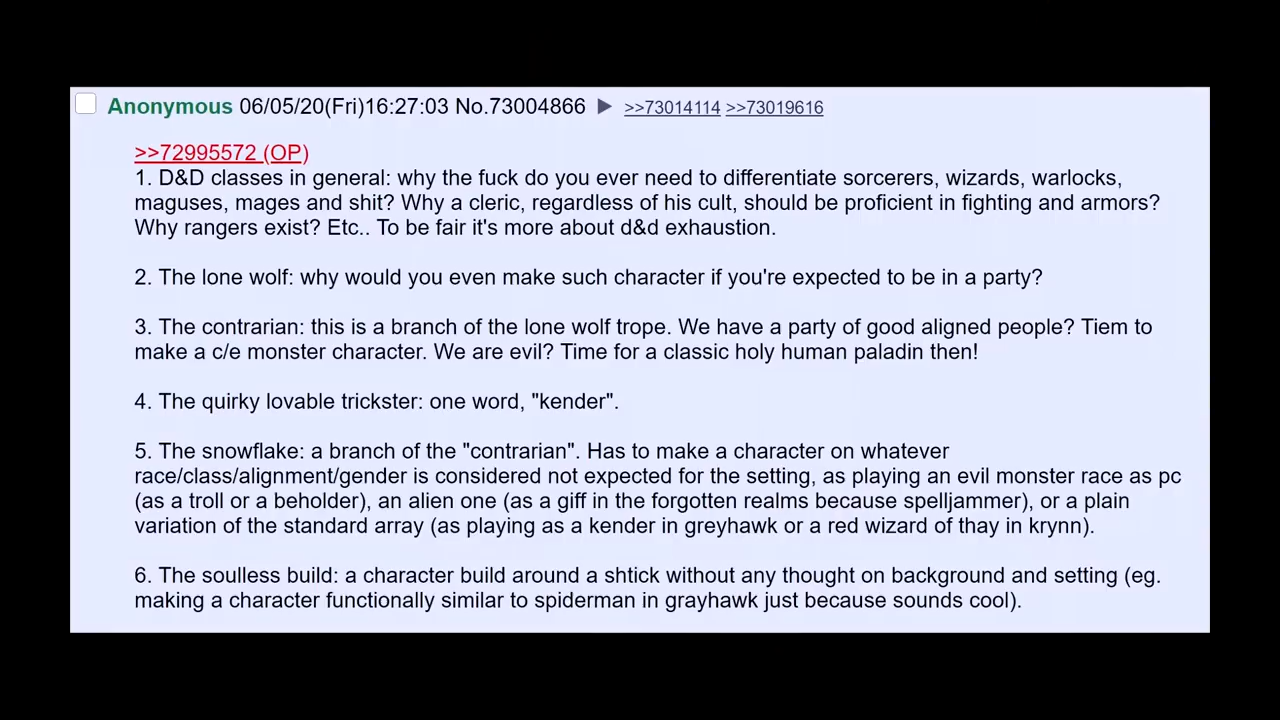 Anonymous 06/05/20(Fri)16:27:03 No.73004866 ▶ >>73014114 >>73019616
>>72995572 (OP)
1. D&D classes in general: why the fuck do you ever need to differentiate sorcerers, wizards, warlocks,
maguses, mages and shit? Why a cleric, regardless of his cult, should be proficient in fighting and armors?
Why rangers exist? Etc.. To be fair it's more about d&d exhaustion.
2. The lone wolf: why would you even make such character if you're expected to be in a party?
3. The contrarian: this is a branch of the lone wolf trope. We have a party of good aligned people? Tiem to
make a c/e monster character. We are evil? Time for a classic holy human paladin then!
4. The quirky lovable trickster: one word, "kender".
5. The snowflake: a branch of the "contrarian". Has to make a character on whatever
race/class/alignment/gender is considered not expected for the setting, as playing an evil monster race as pc
(as a troll or a beholder), an alien one (as a giff in the forgotten realms because spelljammer), or a plain
variation of the standard array (as playing as a kender in greyhawk or a red wizard of thay in krynn).
6. The soulless build: a character build around a shtick without any thought on background and setting (eg.
making a character functionally similar to spiderman in grayhawk just because sounds cool).